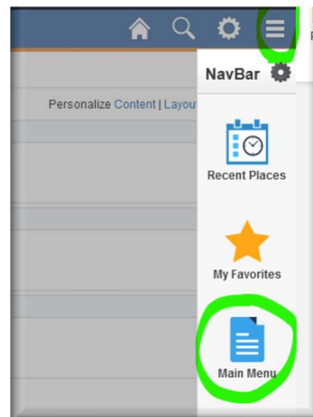 NavBar
Personalize Content | Layou
Recent Places
My Favorites
Main Menu